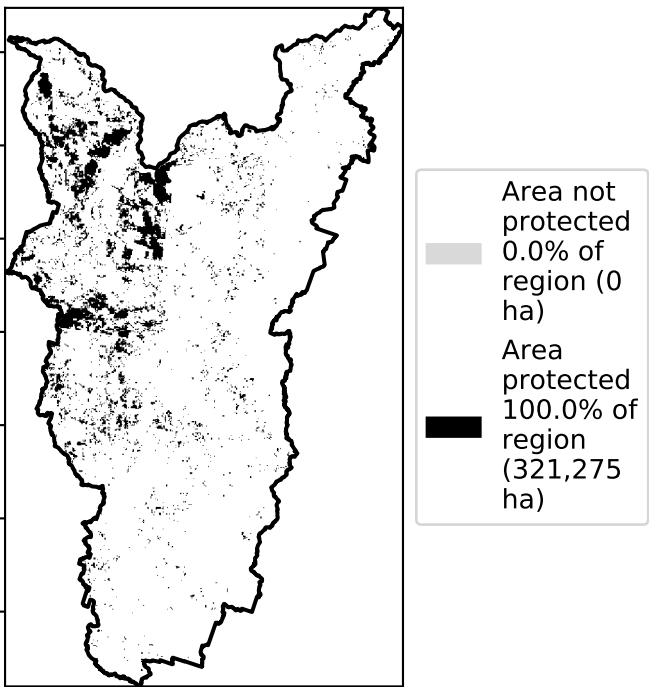 Area not
protected
0.0% of
region (0
ha)
Area
protected
100.0% of
region
(321,275
ha)